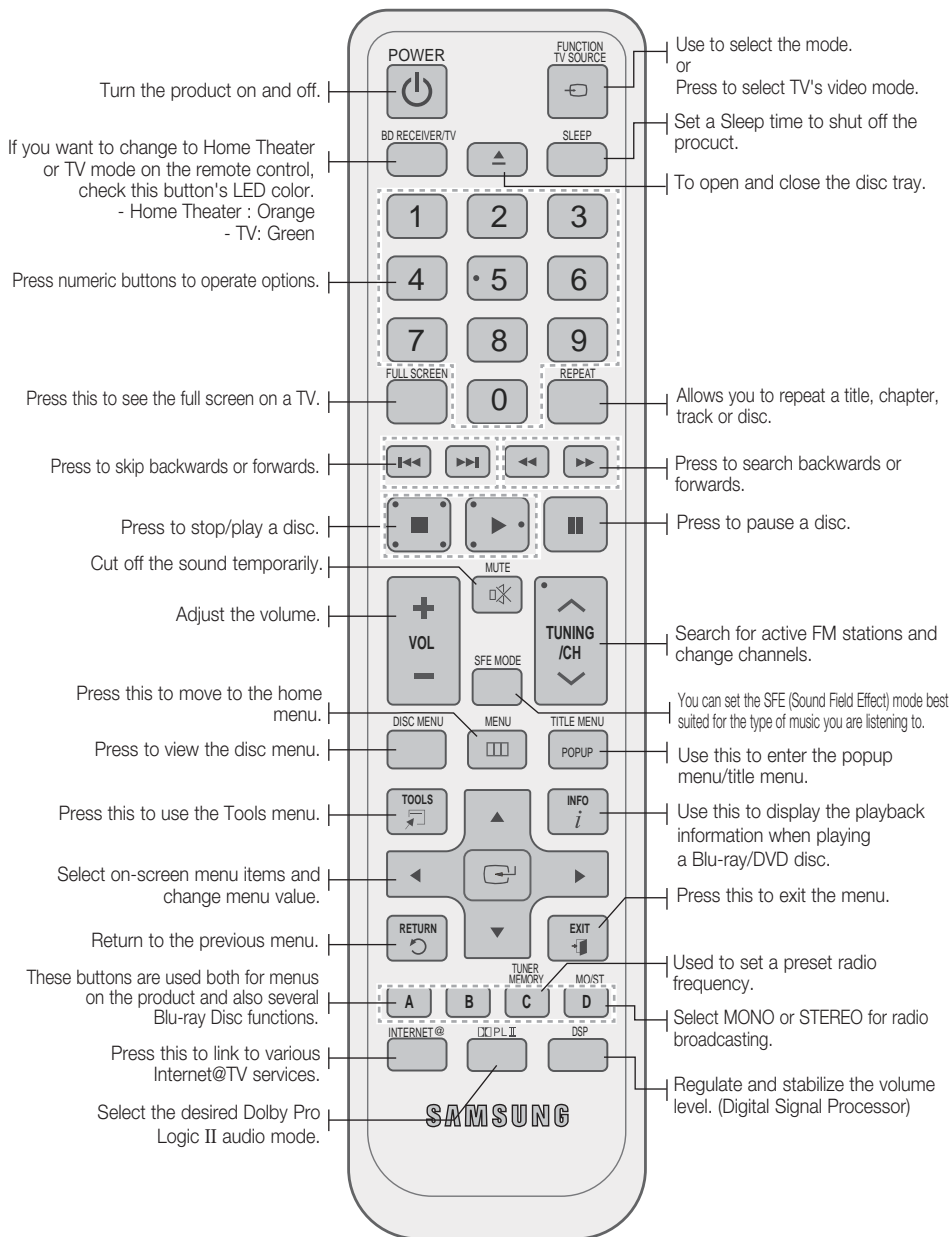 POWER
FUNCTION
TV SOURCE
Turn the product on and off.
Use to select the mode.
or
Press to select TV's video mode.
BD RECEIVER/TV
SLEEP
Set a Sleep time to shut off the
procuct.
If you want to change to Home Theater
or TV mode on the remote control,
check this button's LED color.
- Home Theater : Orange
- TV: Green
To open and close the disc tray.
1
2
3
Press numeric buttons to operate options.
4
5
6
7
8
9
FULL SCREEN
0
REPEAT
Press this to see the full screen on a TV.
Allows you to repeat a title, chapter,
track or disc.
Press to skip backwards or forwards.
Press to search backwards or
forwards.
Press to stop/play a disc.
Press to pause a disc.
Cut off the sound temporarily.
MUTE
Adjust the volume.
VOL
TUNING
/CH
Search for active FM stations and
change channels.
SFE MODE
You can set the SFE (Sound Field Effect) mode best
suited for the type of music you are listening to.
Press this to move to the home
menu.
DISC MENU
MENU
TITLE MENU
POPUP
Press to view the disc menu.
Use this to enter the popup
menu/title menu.
TOOLS
INFO
i
Press this to use the Tools menu.
Use this to display the playback
information when playing
a Blu-ray/DVD disc.
Select on-screen menu items and
change menu value.
Press this to exit the menu.
RETURN
EXIT
Return to the previous menu.
TUNER
MEMORY
MO/ST
Used to set a preset radio
frequency.
These buttons are used both for menus
on the product and also several
Blu-ray Disc functions.
A
B
C
D
Select MONO or STEREO for radio
broadcasting.
INTERNET@
PL II
DSP
Press this to link to various
Internet@TV services.
Regulate and stabilize the volume
level. (Digital Signal Processor)
Select the desired Dolby Pro
Logic II audio mode.
SAMSUNG